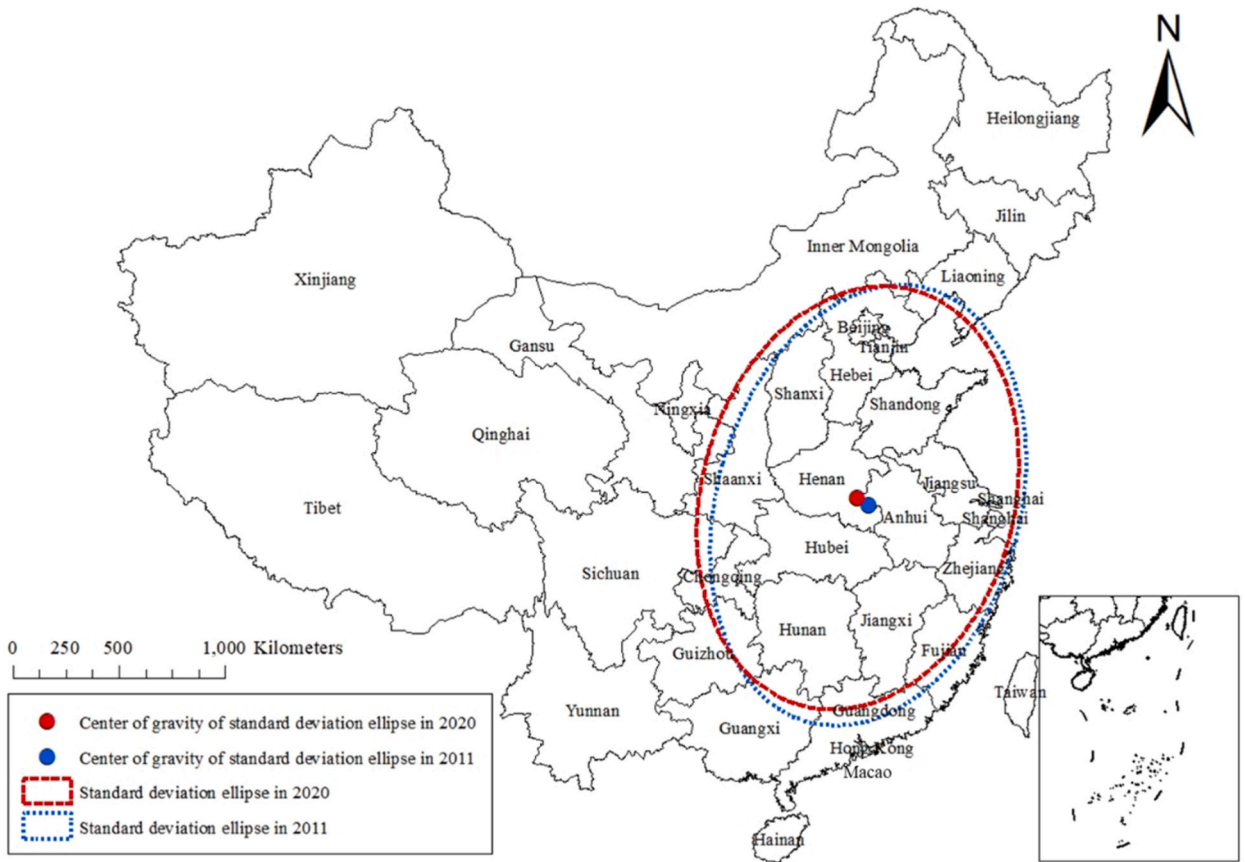 N
Heilongjiang
Jilin
Inner Mongolia
Liaoning
Xinjiang
Beijing
Gansu
Tianjin
Hebei
Shanxi
Shandong
Ningxia
Qinghai
Shaanxi
Henan
Jiangsu
Shanghai
Tibet
Anhui
Shanghai
Hubei
Sichuan
Chongqing
Zhejiang
Hunan
Jiangxi
Guizhou
Fujian
0 250 500 1,000 Kilometers
Taiwan
Yunnan
Guangxi
Guangdong
Hong Kong
Macao
Hainan
Center of gravity of standard deviation ellipse in 2020
Center of gravity of standard deviation ellipse in 2011
Standard deviation ellipse in 2020
Standard deviation ellipse in 2011